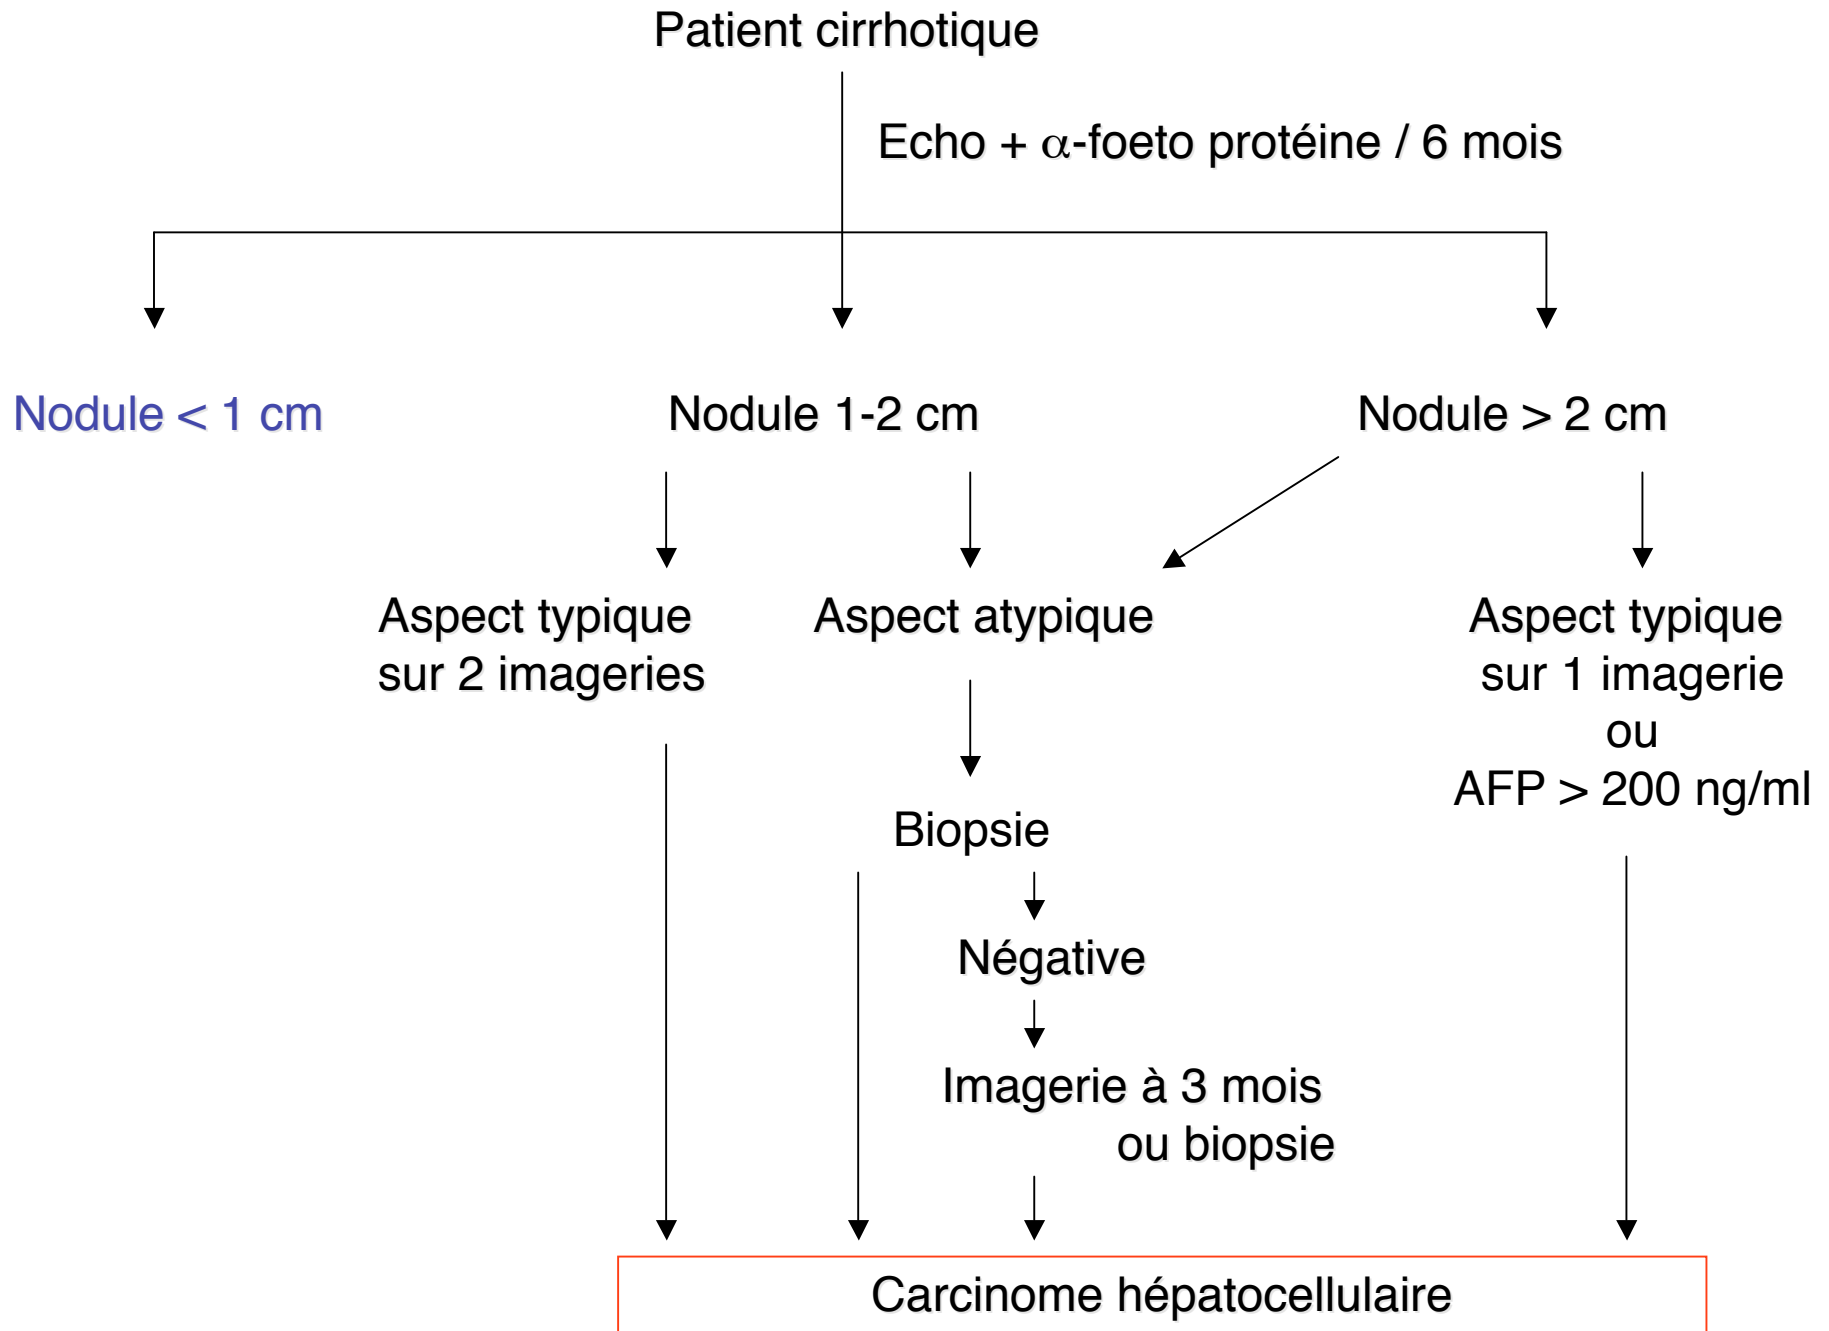 Patient cirrhotique
Echo + α-foeto protéine / 6 mois
Nodule < 1 cm
Nodule 1-2 cm
Nodule > 2 cm
Aspect typique
sur 2 imageries
Aspect atypique
Aspect typique
sur 1 imagerie
ou
AFP > 200 ng/ml
Biopsie
Négative
Imagerie à 3 mois
ou biopsie
Carcinome hépatocellulaire